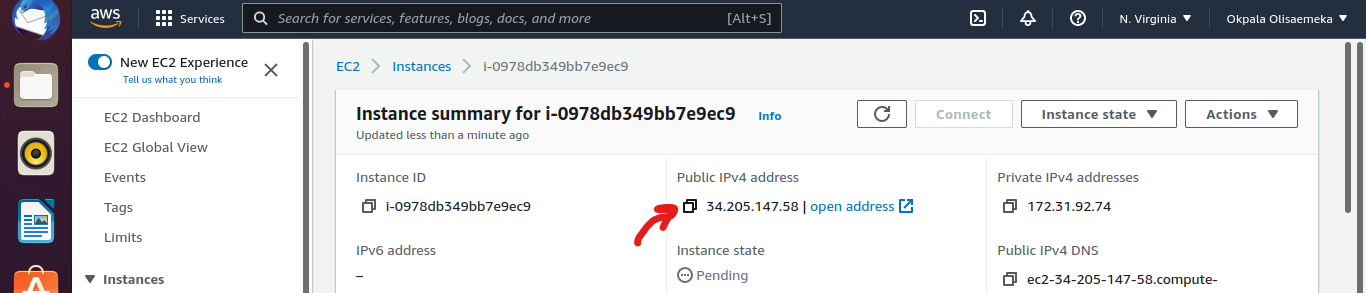 aws
Services
Search for services, features, blogs, docs, and more
[Alt+S]
N. Virginia
Okpala Olisaemeka
New EC2 Experience
Tell us what you think
EC2 Dashboard
EC2 Global View
Events
Tags
Limits
Instances
EC2
Instances
i-0978db349bb7e9ec9
Instance summary for i-0978db349bb7e9ec9
Info
Updated less than a minute ago
Connect
Instance state
Actions
Instance ID
i-0978db349bb7e9ec9
Public IPv4 address
34.205.147.58 | open address
Private IPv4 addresses
172.31.92.74
IPv6 address
–
Instance state
Pending
Public IPv4 DNS
ec2-34-205-147-58.compute-